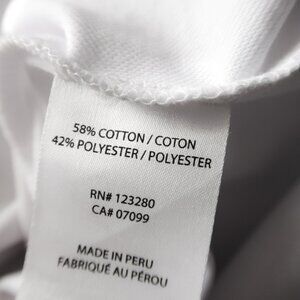 58% COTTON / COTON
42% POLYESTER / POLYESTER
RN# 123280
CA# 07099
MADE IN PERU
FABRIQUÉ AU PÉROU